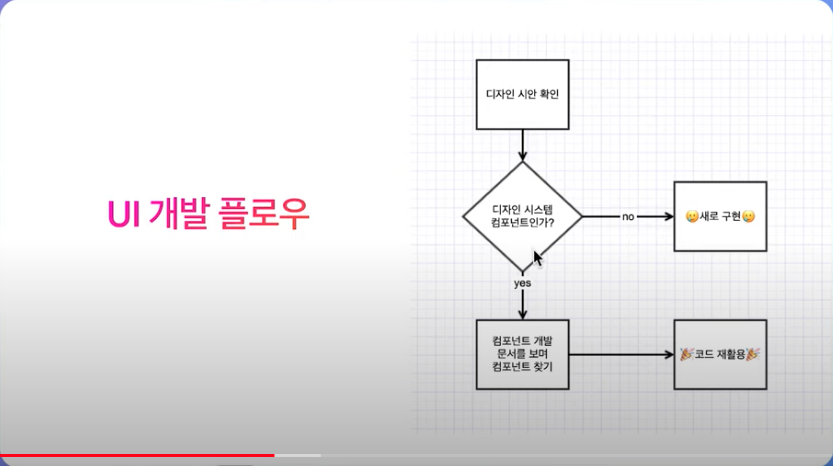 UI 개발 플로우
디자인 시안 확인
디자인 시스템
컴포넌트인가?
no
🥲새로 구현🥲
yes
컴포넌트 개발
문서를 보며
컴포넌트 찾기
🎉코드 재활용🎉